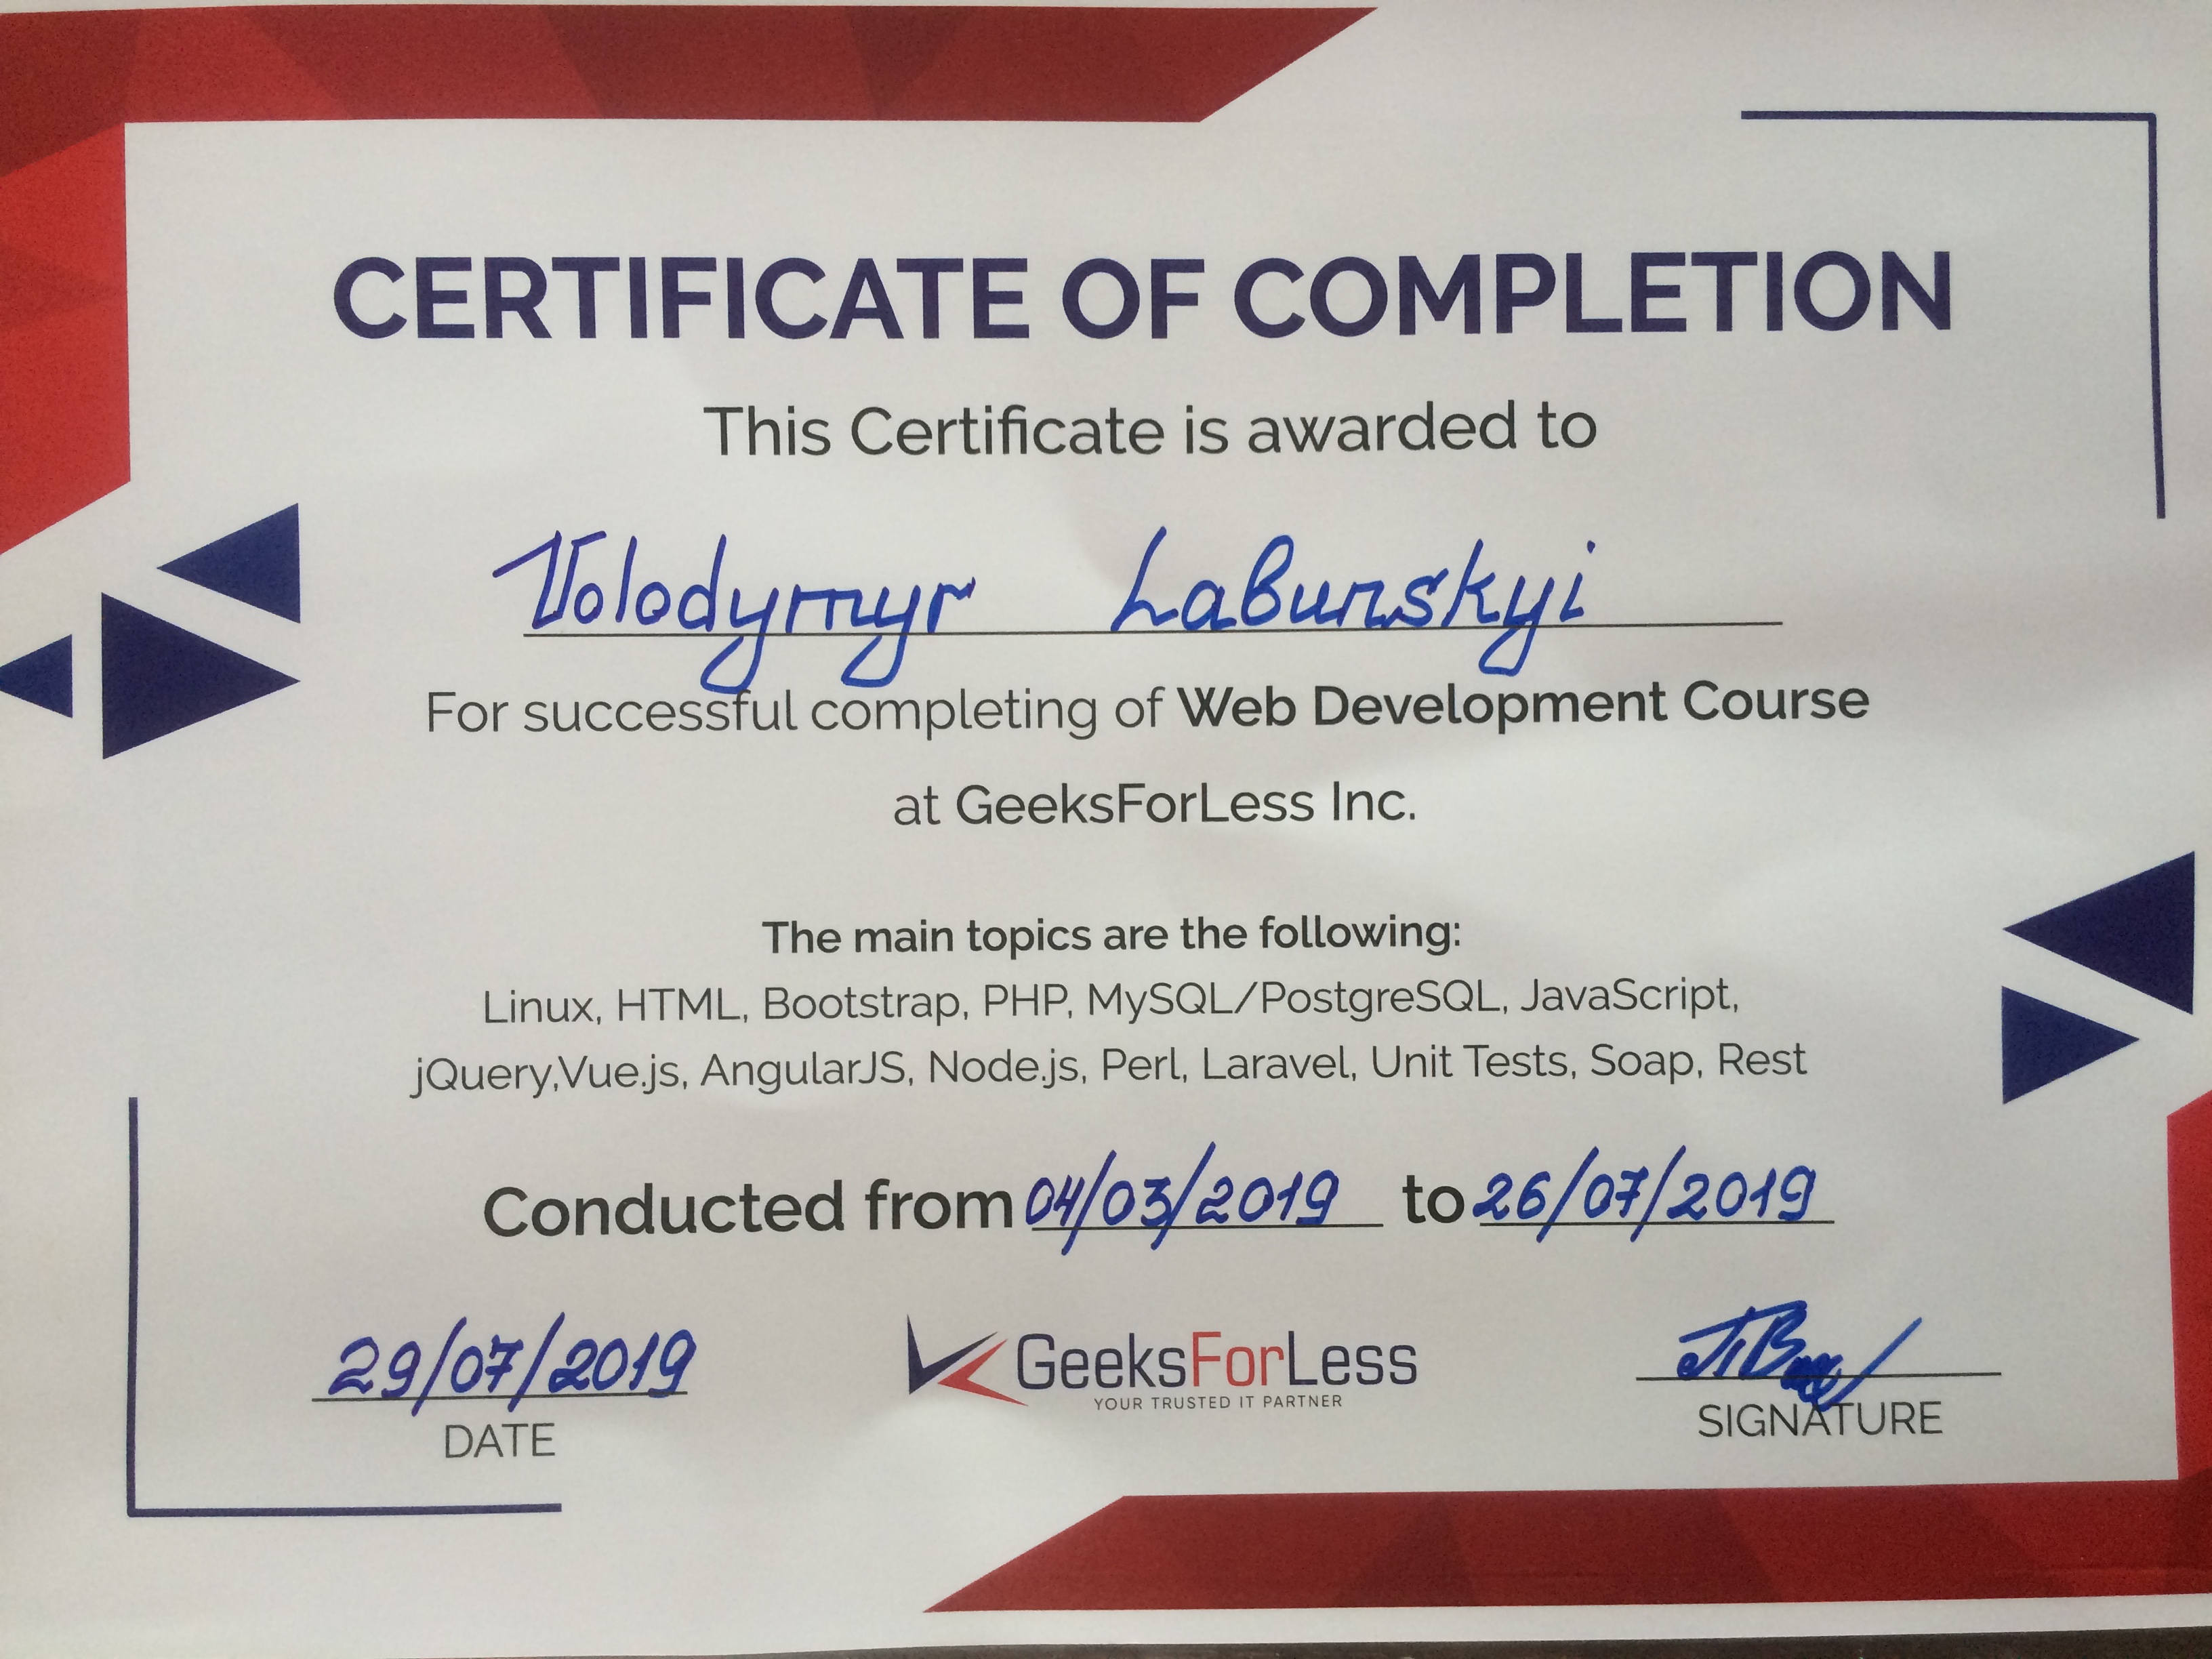 CERTIFICATE OF COMPLETION
This Certificate is awarded to
Volodymyr Labunskyi
For successful completing of Web Development Course
at GeeksForLess Inc.
The main topics are the following:
Linux, HTML, Bootstrap, PHP, MySQL/PostgreSQL, JavaScript,
jQuery,Vue.js, AngularJS, Node.js, Perl, Laravel, Unit Tests, Soap, Rest
Conducted from 04/03/2019 to 26/07/2019
29/07/2019
DATE
GeeksForLess
YOUR TRUSTED IT PARTNER
SIGNATURE